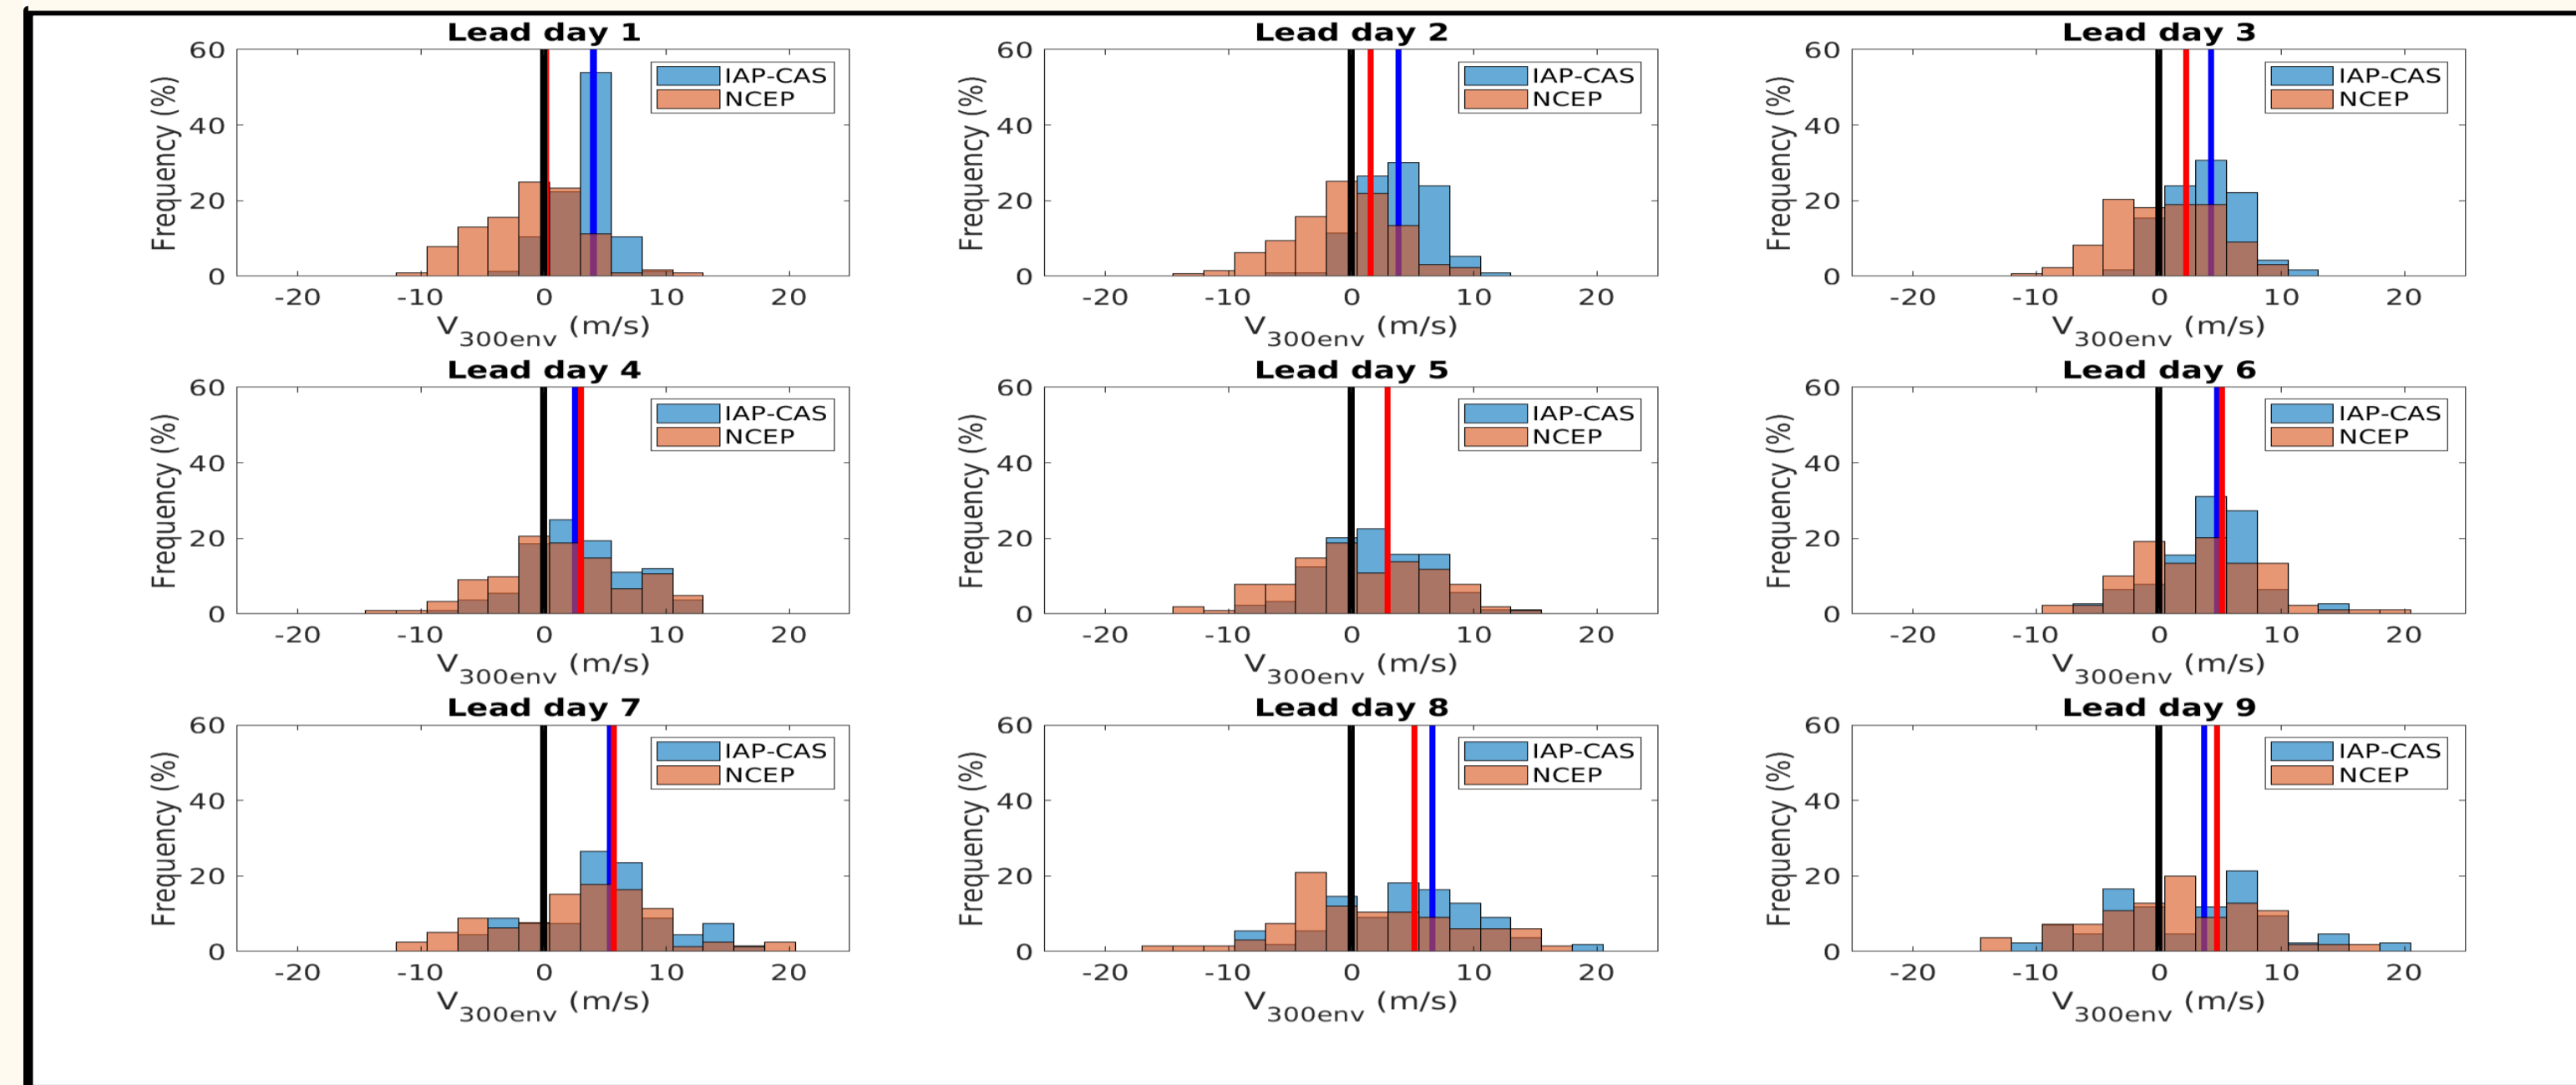 Lead day 1
Frequency (%)
60
40
20
0
-20 -10 0 10 20
V300env (m/s)
IAP-CAS
NCEP
Lead day 2
Frequency (%)
60
40
20
0
-20 -10 0 10 20
V300env (m/s)
IAP-CAS
NCEP
Lead day 3
Frequency (%)
60
40
20
0
-20 -10 0 10 20
V300env (m/s)
IAP-CAS
NCEP
Lead day 4
Frequency (%)
60
40
20
0
-20 -10 0 10 20
V300env (m/s)
IAP-CAS
NCEP
Lead day 5
Frequency (%)
60
40
20
0
-20 -10 0 10 20
V300env (m/s)
IAP-CAS
NCEP
Lead day 6
Frequency (%)
60
40
20
0
-20 -10 0 10 20
V300env (m/s)
IAP-CAS
NCEP
Lead day 7
Frequency (%)
60
40
20
0
-20 -10 0 10 20
V300env (m/s)
IAP-CAS
NCEP
Lead day 8
Frequency (%)
60
40
20
0
-20 -10 0 10 20
V300env (m/s)
IAP-CAS
NCEP
Lead day 9
Frequency (%)
60
40
20
0
-20 -10 0 10 20
V300env (m/s)
IAP-CAS
NCEP